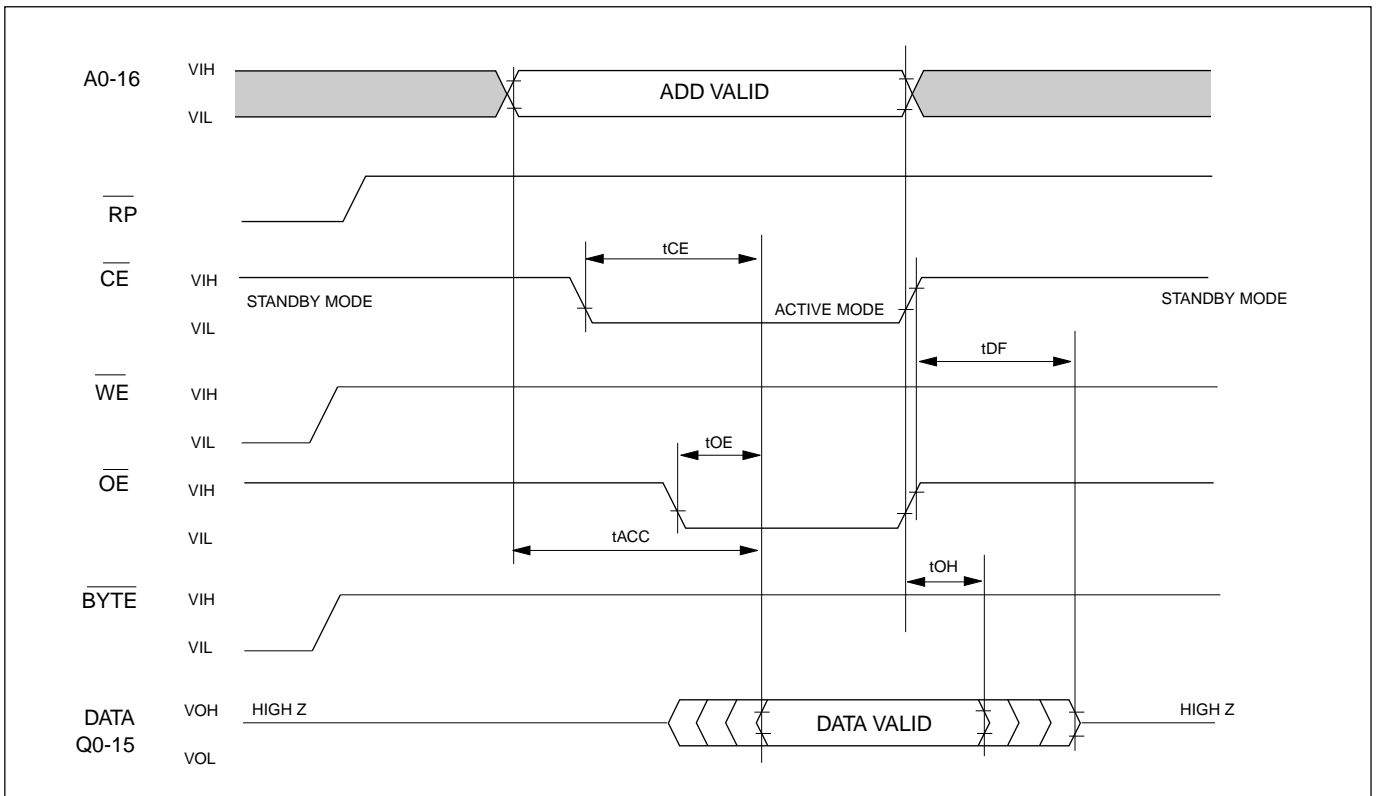 A0-16
VIH
VIL
ADD VALID
RP
tCE
CE
VIH
VIL
STANDBY MODE
ACTIVE MODE
STANDBY MODE
tDF
WE
VIH
VIL
tOE
OE
VIH
VIL
tACC
tOH
BYTE
VIH
VIL
DATA
Q0-15
VOH
VOL
HIGH Z
DATA VALID
HIGH Z